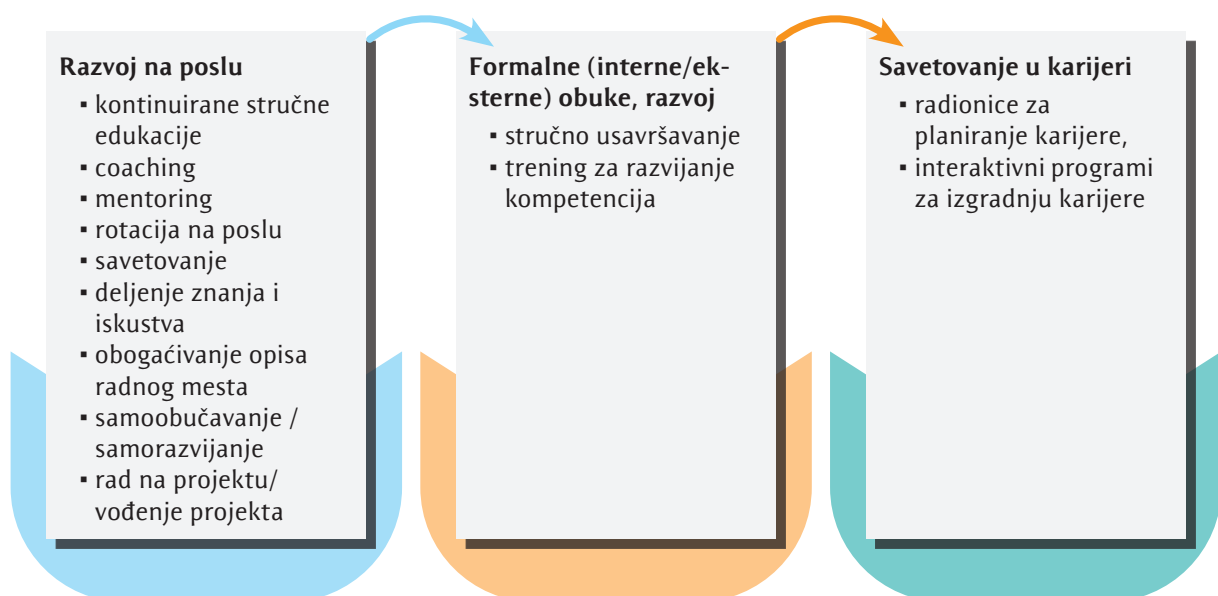 Razvoj na poslu
▪ kontinuirane stručne
edukacije
▪ coaching
▪ mentoring
▪ rotacija na poslu
▪ savetovanje
▪ deljenje znanja i
iskustva
▪ obogaćivanje opisa
radnog mesta
▪ samoobučavanje /
samorazvijanje
▪ rad na projektu/
vođenje projekta
Formalne (interne/ek-
sterne) obuke, razvoj
▪ stručno usavršavanje
▪ trening za razvijanje
kompetencija
Savetovanje u karijeri
▪ radionice za
planiranje karijere,
▪ interaktivni programi
za izgradnju karijere